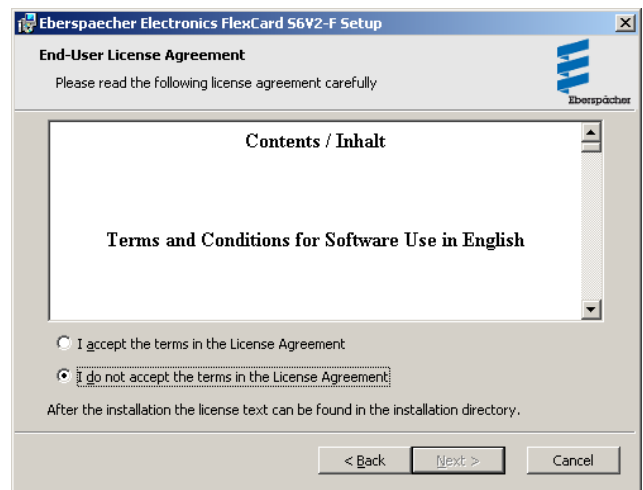 Eberspaecher Electronics FlexCard S6V2-F Setup
End-User License Agreement
Please read the following license agreement carefully
Eberspächer
Contents / Inhalt
Terms and Conditions for Software Use in English
I accept the terms in the License Agreement
I do not accept the terms in the License Agreement
After the installation the license text can be found in the installation directory.
< Back
Next >
Cancel